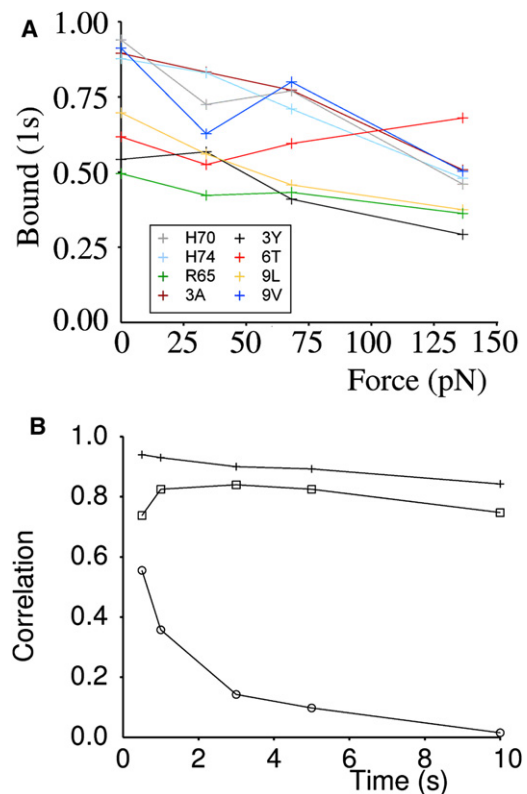 A
1.00
0.75
0.50
0.25
0.00
Bound (1s)
H70
3Y
H74
6T
R65
9L
3A
9V
0
25
50
75
100
125
150
Force (pN)
B
1.0
0.8
0.6
0.4
0.2
0.0
Correlation
0
2
4
6
8
10
Time (s)